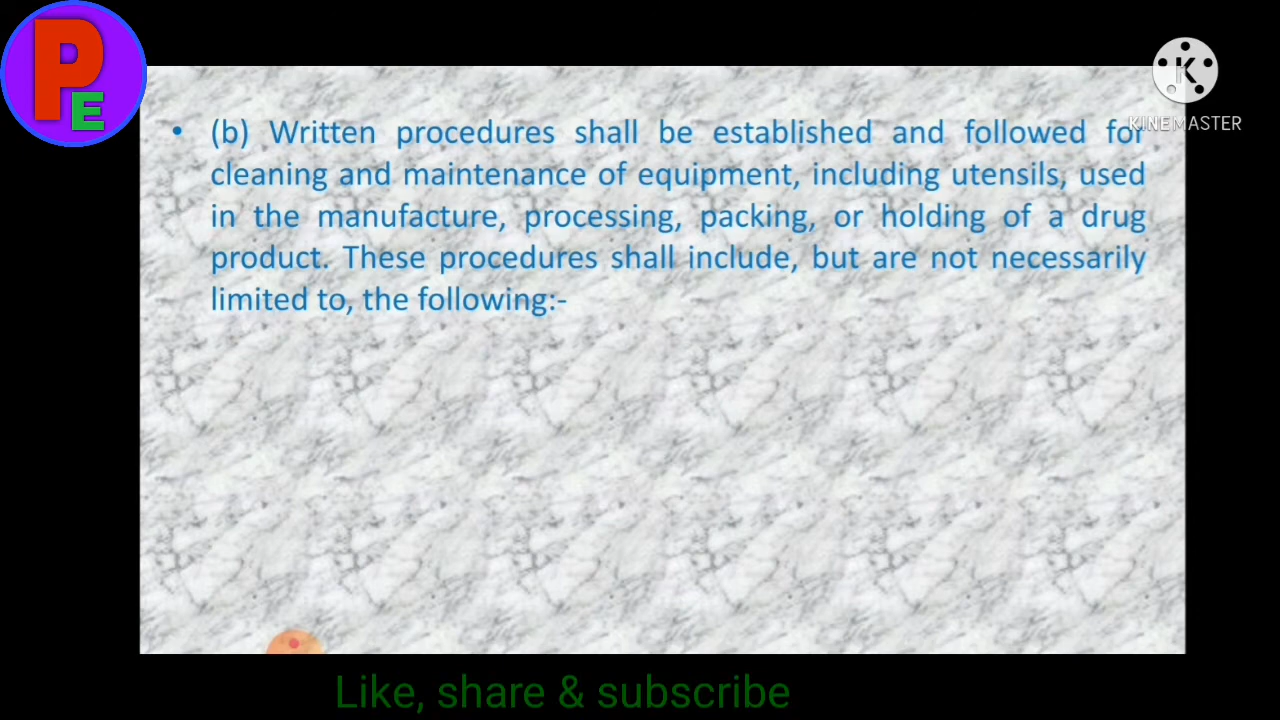 PE
K
KINEMASTER
• (b) Written procedures shall be established and followed for
cleaning and maintenance of equipment, including utensils, used
in the manufacture, processing, packing, or holding of a drug
product. These procedures shall include, but are not necessarily
limited to, the following:-
Like, share & subscribe